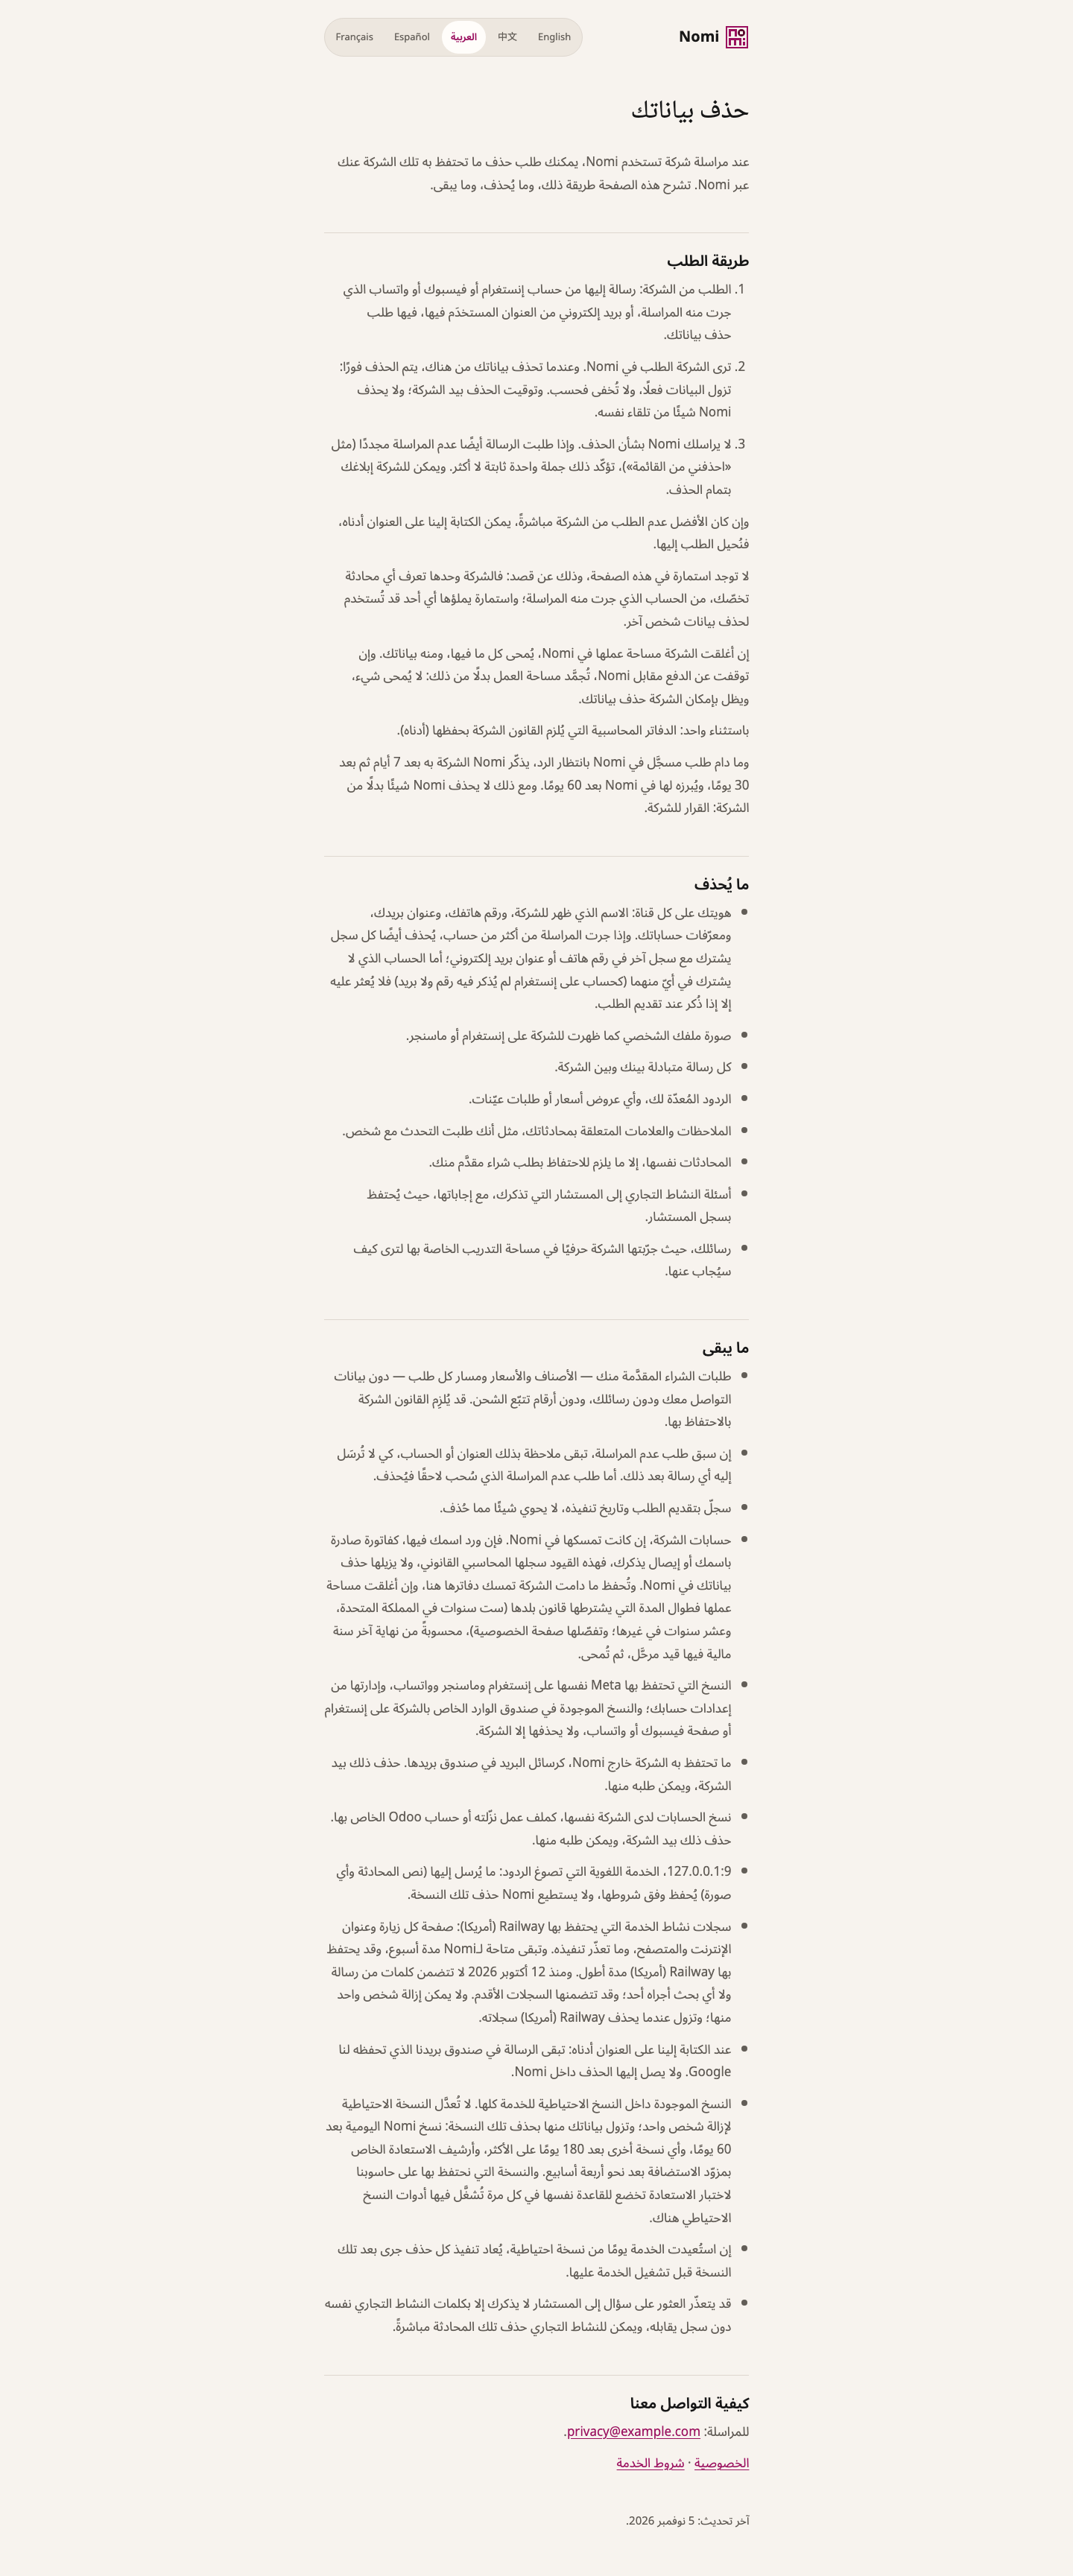 Nomi
English
中文
العربية
Español
Français
حذف بياناتك
عند مراسلة شركة تستخدم Nomi، يمكنك طلب حذف ما تحتفظ به تلك الشركة عنك
عبر Nomi. تشرح هذه الصفحة طريقة ذلك، وما يُحذف، وما يبقى.
طريقة الطلب
1. الطلب من الشركة: رسالة إليها من حساب إنستغرام أو فيسبوك أو واتساب الذي
جرت منه المراسلة، أو بريد إلكتروني من العنوان المستخدَم فيها، فيها طلب
حذف بياناتك.
2. ترى الشركة الطلب في Nomi. وعندما تحذف بياناتك من هناك، يتم الحذف فورًا:
تزول البيانات فعلًا، ولا تُخفى فحسب. وتوقيت الحذف بيد الشركة؛ ولا يحذف
Nomi شيئًا من تلقاء نفسه.
3. لا يراسلك Nomi بشأن الحذف. وإذا طلبت الرسالة أيضًا عدم المراسلة مجددًا (مثل
«احذفني من القائمة»)، تؤكّد ذلك جملة واحدة ثابتة لا أكثر. ويمكن للشركة إبلاغك
بتمام الحذف.
وإن كان الأفضل عدم الطلب من الشركة مباشرةً، يمكن الكتابة إلينا على العنوان أدناه،
فنُحيل الطلب إليها.
لا توجد استمارة في هذه الصفحة، وذلك عن قصد: فالشركة وحدها تعرف أي محادثة
تخصّك، من الحساب الذي جرت منه المراسلة؛ واستمارة يملؤها أي أحد قد تُستخدم
لحذف بيانات شخص آخر.
إن أغلقت الشركة مساحة عملها في Nomi، يُمحى كل ما فيها، ومنه بياناتك. وإن
توقفت عن الدفع مقابل Nomi، تُجمَّد مساحة العمل بدلًا من ذلك: لا يُمحى شيء،
ويظل بإمكان الشركة حذف بياناتك.
باستثناء واحد: الدفاتر المحاسبية التي يُلزم القانون الشركة بحفظها (أدناه).
وما دام طلب مسجَّل في Nomi بانتظار الرد، يذكّر Nomi الشركة به بعد 7 أيام ثم بعد
30 يومًا، ويُبرزه لها في Nomi بعد 60 يومًا. ومع ذلك لا يحذف Nomi شيئًا بدلًا من
الشركة: القرار للشركة.
ما يُحذف
هويتك على كل قناة: الاسم الذي ظهر للشركة، ورقم هاتفك، وعنوان بريدك،
ومعرّفات حساباتك. وإذا جرت المراسلة من أكثر من حساب، يُحذف أيضًا كل سجل
يشترك مع سجل آخر في رقم هاتف أو عنوان بريد إلكتروني؛ أما الحساب الذي لا
يشترك في أيّ منهما (كحساب على إنستغرام لم يُذكر فيه رقم ولا بريد) فلا يُعثر عليه
إلا إذا ذُكر عند تقديم الطلب.
صورة ملفك الشخصي كما ظهرت للشركة على إنستغرام أو ماسنجر.
كل رسالة متبادلة بينك وبين الشركة.
الردود المُعدّة لك، وأي عروض أسعار أو طلبات عيّنات.
الملاحظات والعلامات المتعلقة بمحادثاتك، مثل أنك طلبت التحدث مع شخص.
المحادثات نفسها، إلا ما يلزم للاحتفاظ بطلب شراء مقدَّم منك.
أسئلة النشاط التجاري إلى المستشار التي تذكرك، مع إجاباتها، حيث يُحتفظ
بسجل المستشار.
رسائلك، حيث جرّبتها الشركة حرفيًا في مساحة التدريب الخاصة بها لترى كيف
سيُجاب عنها.
ما يبقى
طلبات الشراء المقدَّمة منك — الأصناف والأسعار ومسار كل طلب — دون بيانات
التواصل معك ودون رسائلك، ودون أرقام تتبّع الشحن. قد يُلزِم القانون الشركة
بالاحتفاظ بها.
إن سبق طلب عدم المراسلة، تبقى ملاحظة بذلك العنوان أو الحساب، كي لا تُرسَل
إليه أي رسالة بعد ذلك. أما طلب عدم المراسلة الذي سُحب لاحقًا فيُحذف.
سجلّ بتقديم الطلب وتاريخ تنفيذه، لا يحوي شيئًا مما حُذف.
حسابات الشركة، إن كانت تمسكها في Nomi. فإن ورد اسمك فيها، كفاتورة صادرة
باسمك أو إيصال يذكرك، فهذه القيود سجلها المحاسبي القانوني، ولا يزيلها حذف
بياناتك في Nomi. وتُحفظ ما دامت الشركة تمسك دفاترها هنا، وإن أغلقت مساحة
عملها فطوال المدة التي يشترطها قانون بلدها (ست سنوات في المملكة المتحدة،
وعشر سنوات في غيرها؛ وتفصّلها صفحة الخصوصية)، محسوبةً من نهاية آخر سنة
مالية فيها قيد مرحَّل، ثم تُمحى.
النسخ التي تحتفظ بها Meta نفسها على إنستغرام وماسنجر وواتساب، وإدارتها من
إعدادات حسابك؛ والنسخ الموجودة في صندوق الوارد الخاص بالشركة على إنستغرام
أو صفحة فيسبوك أو واتساب، ولا يحذفها إلا الشركة.
ما تحتفظ به الشركة خارج Nomi، كرسائل البريد في صندوق بريدها. حذف ذلك بيد
الشركة، ويمكن طلبه منها.
نسخ الحسابات لدى الشركة نفسها، كملف عمل نزّلته أو حساب Odoo الخاص بها.
حذف ذلك بيد الشركة، ويمكن طلبه منها.
127.0.0.1:9، الخدمة اللغوية التي تصوغ الردود: ما يُرسل إليها (نص المحادثة وأي
صورة) يُحفظ وفق شروطها، ولا يستطيع Nomi حذف تلك النسخة.
سجلات نشاط الخدمة التي يحتفظ بها Railway (أمريكا): صفحة كل زيارة وعنوان
الإنترنت والمتصفح، وما تعذّر تنفيذه. وتبقى متاحة لـNomi مدة أسبوع، وقد يحتفظ
بها Railway (أمريكا) مدة أطول. ومنذ 12 أكتوبر 2026 لا تتضمن كلمات من رسالة
ولا أي بحث أجراه أحد؛ وقد تتضمنها السجلات الأقدم. ولا يمكن إزالة شخص واحد
منها؛ وتزول عندما يحذف Railway (أمريكا) سجلاته.
عند الكتابة إلينا على العنوان أدناه: تبقى الرسالة في صندوق بريدنا الذي تحفظه لنا
Google. ولا يصل إليها الحذف داخل Nomi.
النسخ الموجودة داخل النسخ الاحتياطية للخدمة كلها. لا تُعدَّل النسخة الاحتياطية
لإزالة شخص واحد؛ وتزول بياناتك منها بحذف تلك النسخة: نسخ Nomi اليومية بعد
60 يومًا، وأي نسخة أخرى بعد 180 يومًا على الأكثر، وأرشيف الاستعادة الخاص
بمزوّد الاستضافة بعد نحو أربعة أسابيع. والنسخة التي نحتفظ بها على حاسوبنا
لاختبار الاستعادة تخضع للقاعدة نفسها في كل مرة تُشغَّل فيها أدوات النسخ
الاحتياطي هناك.
إن استُعيدت الخدمة يومًا من نسخة احتياطية، يُعاد تنفيذ كل حذف جرى بعد تلك
النسخة قبل تشغيل الخدمة عليها.
قد يتعذّر العثور على سؤال إلى المستشار لا يذكرك إلا بكلمات النشاط التجاري نفسه
دون سجل يقابله، ويمكن للنشاط التجاري حذف تلك المحادثة مباشرةً.
كيفية التواصل معنا
للمراسلة: privacy@example.com.
الخصوصية · شروط الخدمة
آخر تحديث: 5 نوفمبر 2026.